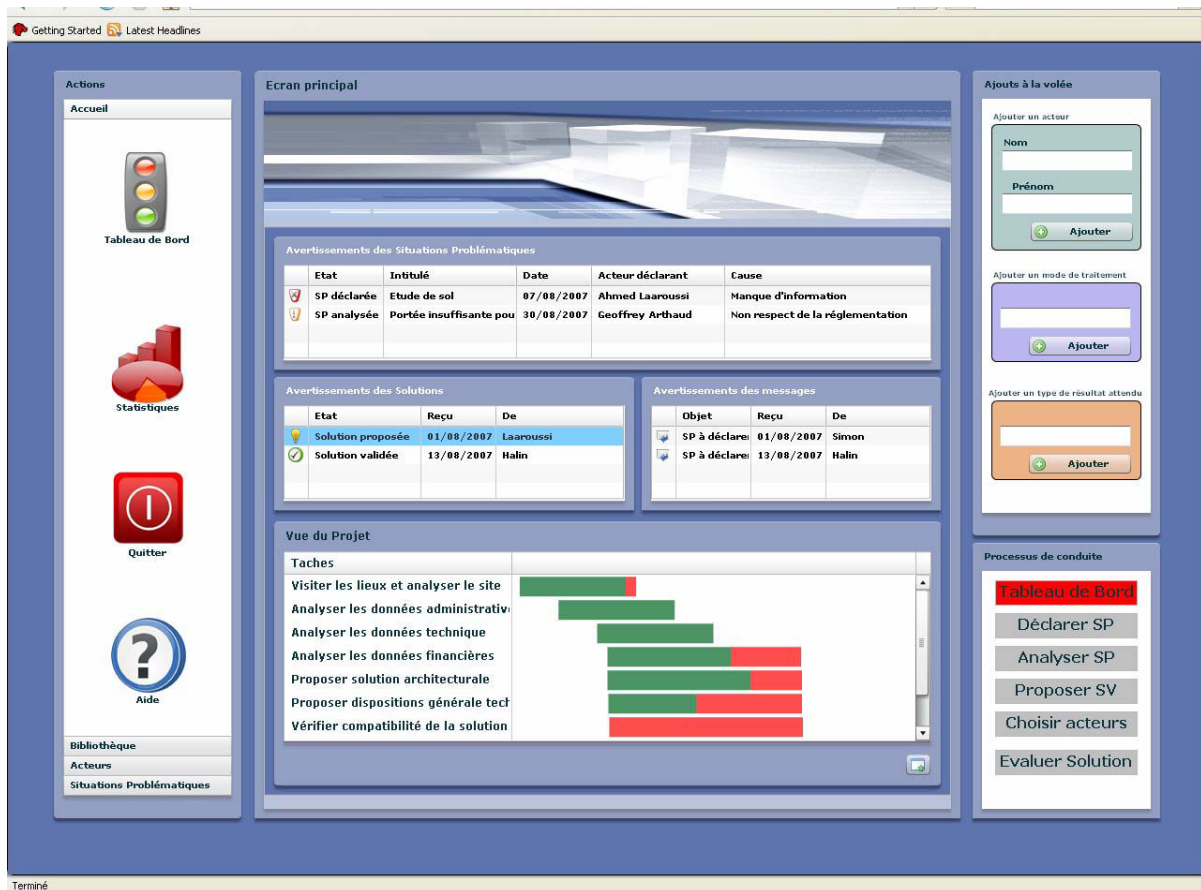 Getting Started Latest Headlines
Actions
Accueil
Tableau de Bord
Statistiques
Quitter
Aide
Bibliothèque
Acteurs
Situations Problématiques
Ecran principal
Avertissements des Situations Problématiques
Etat Intitulé Date Acteur déclarant Cause
SP déclarée Etude de sol 07/08/2007 Ahmed Laaroussi Manque d'information
SP analysée Portée insuffisante pou 30/08/2007 Geoffrey Arthaud Non respect de la réglementation
Avertissements des Solutions
Etat Reçu De
Solution proposée 01/08/2007 Laaroussi
Solution validée 13/08/2007 Halin
Avertissements des messages
Objet Reçu De
SP à déclare 01/08/2007 Simon
SP à déclare 13/08/2007 Halin
Vue du Projet
Taches
Visiter les lieux et analyser le site
Analyser les données administrative
Analyser les données technique
Analyser les données financières
Proposer solution architecturale
Proposer dispositions générale tech
Vérifier compatibilité de la solution
Ajouts à la volée
Ajouter un acteur
Nom
Prénom
Ajouter
Ajouter un mode de traitement
Ajouter
Ajouter un type de résultat attendu
Ajouter
Processus de conduite
Tableau de Bord
Déclarer SP
Analyser SP
Proposer SV
Choisir acteurs
Evaluer Solution
Terminé